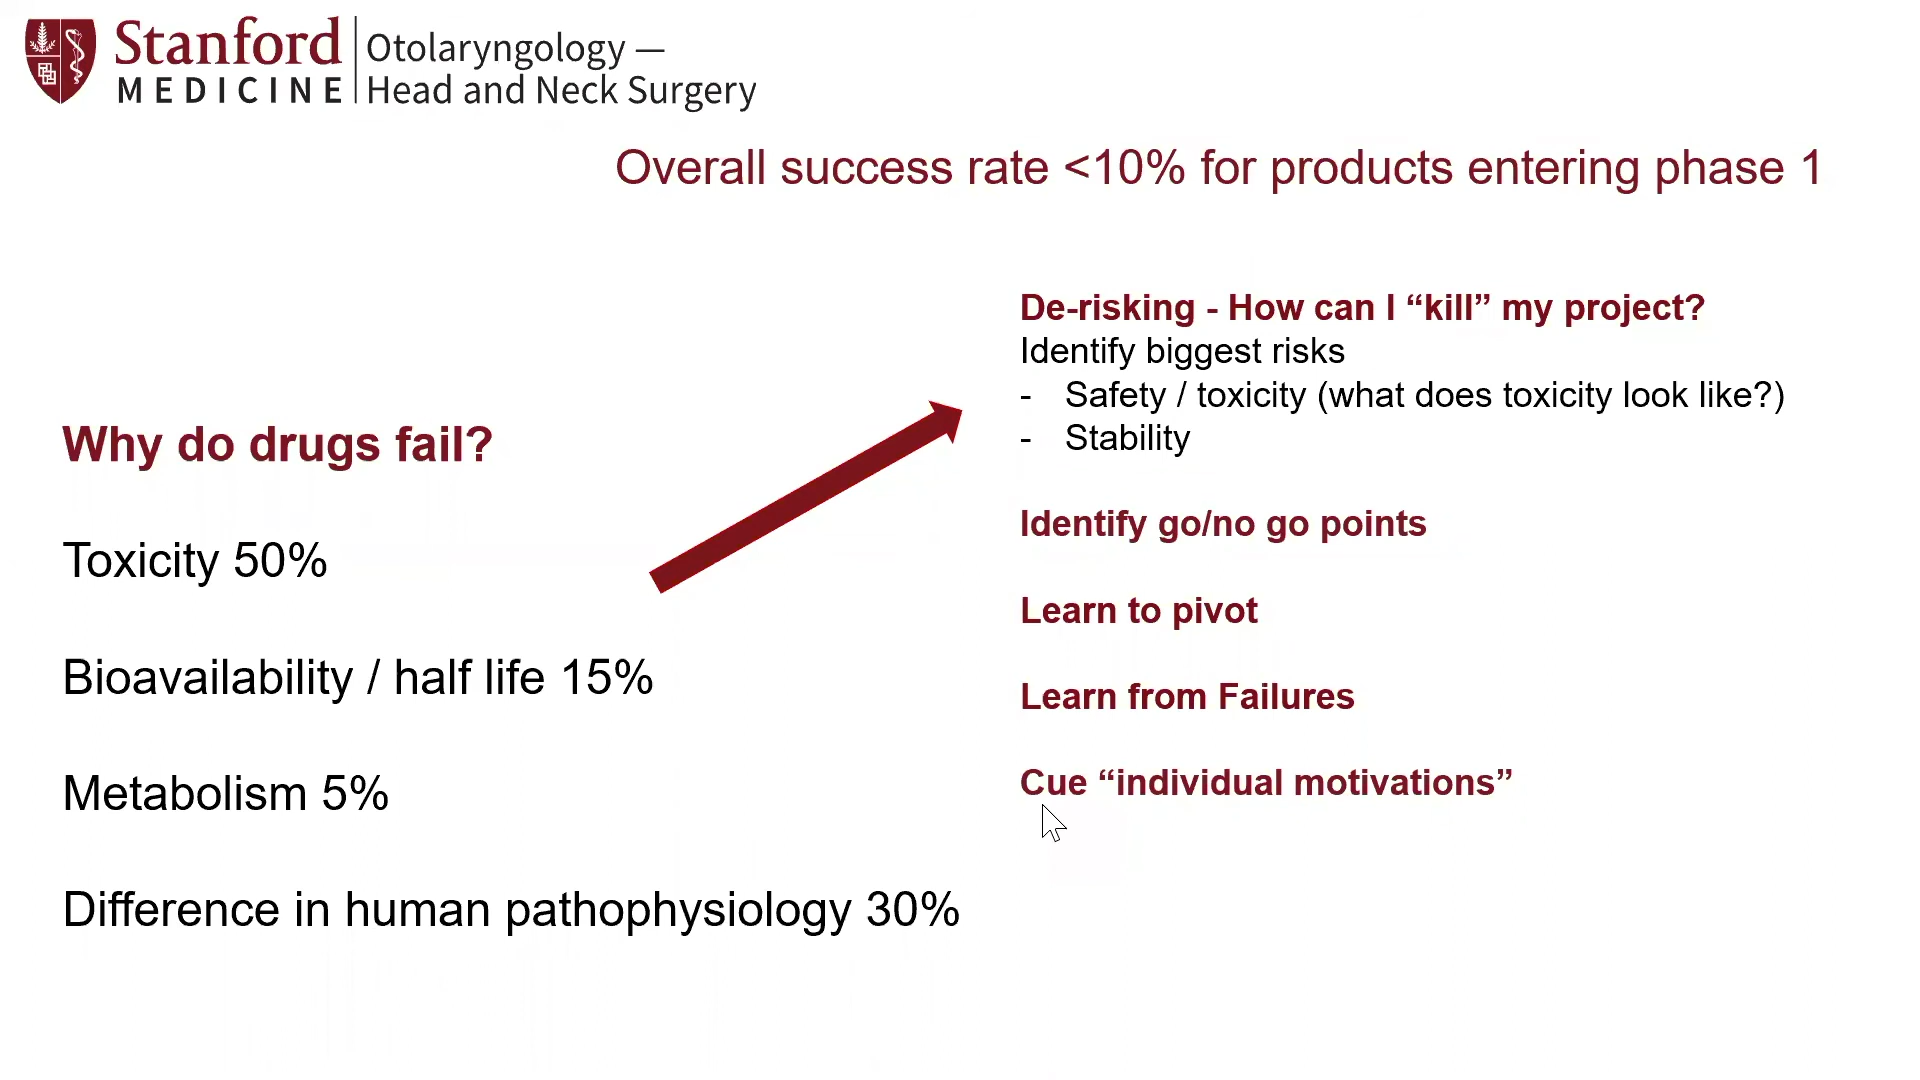 Stanford
MEDICINE
Otolaryngology —
Head and Neck Surgery
Overall success rate <10% for products entering phase 1
Why do drugs fail?
Toxicity 50%
Bioavailability / half life 15%
Metabolism 5%
Difference in human pathophysiology 30%
De-risking - How can I “kill” my project?
Identify biggest risks
- Safety / toxicity (what does toxicity look like?)
- Stability
Identify go/no go points
Learn to pivot
Learn from Failures
Cue “individual motivations”